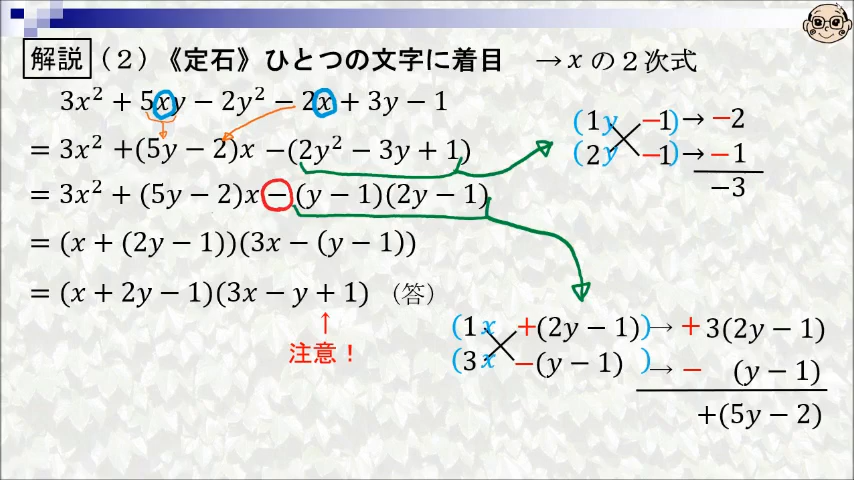 解説 (２)《定石》ひとつの文字に着目 → x の２次式
3x² + 5xy − 2y² − 2x + 3y − 1
= 3x² +(5y − 2)x −(2y² − 3y + 1)
= 3x² + (5y − 2)x − (y − 1)(2y − 1)
= (x + (2y − 1))(3x − (y − 1))
= (x + 2y − 1)(3x − y + 1) （答）
↑
注意！
(1y −1) → −2
(2y −1) → −1
−3
(1x +(2y − 1)) → +3(2y − 1)
(3x −(y − 1)) → − (y − 1)
+(5y − 2)